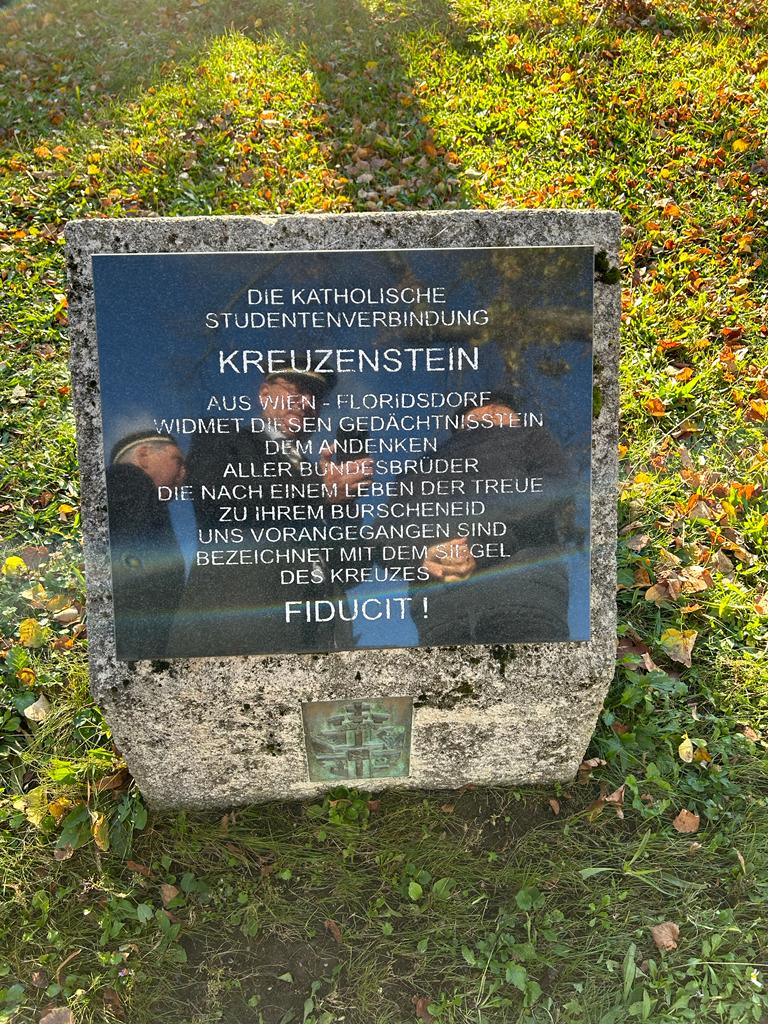 DIE KATHOLISCHE
STUDENTENVERBINDUNG
KREUZENSTEIN
AUS WIEN - FLORIDSDORF
WIDMET DIESEN GEDÄCHTNISSTEIN
DEM ANDENKEN
ALLER BUNDESBRÜDER
DIE NACH EINEM LEBEN DER TREUE
ZU IHREM BURSCHENEID
UNS VORANGEGANGEN SIND
BEZEICHNET MIT DEM SIEGEL
DES KREUZES
FIDUCIT !